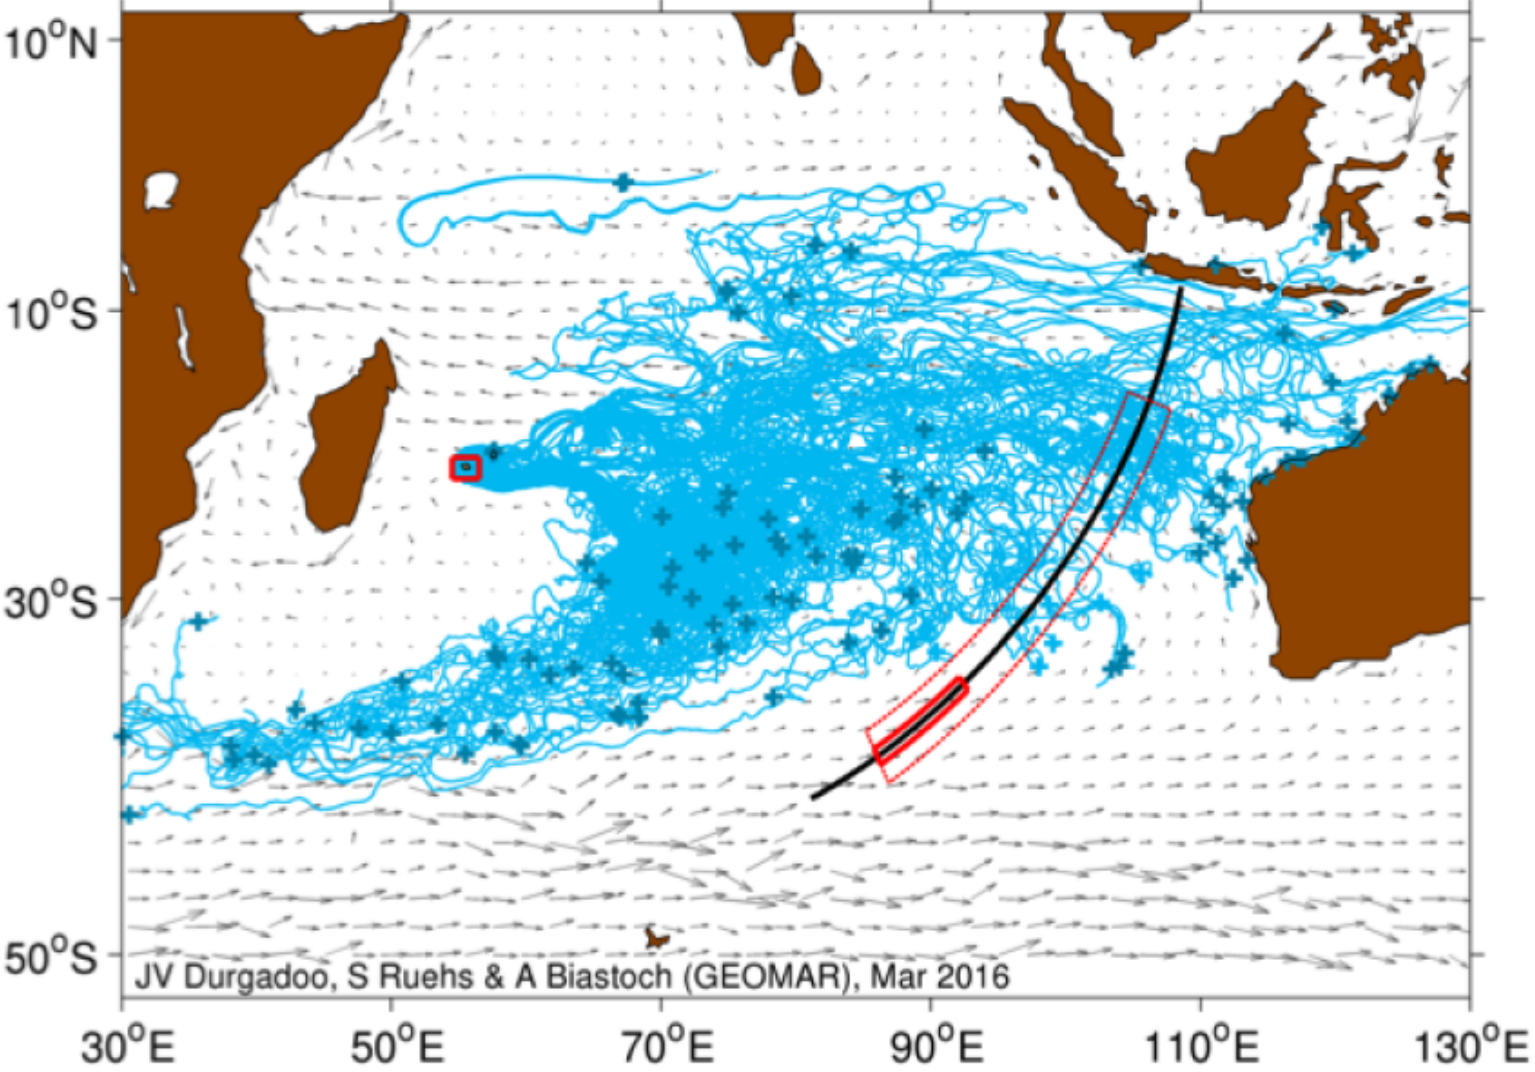 10°N
10°S
30°S
50°S
JV Durgadoo, S Ruehs & A Biastoch (GEOMAR), Mar 2016
30°E 50°E 70°E 90°E 110°E 130°E